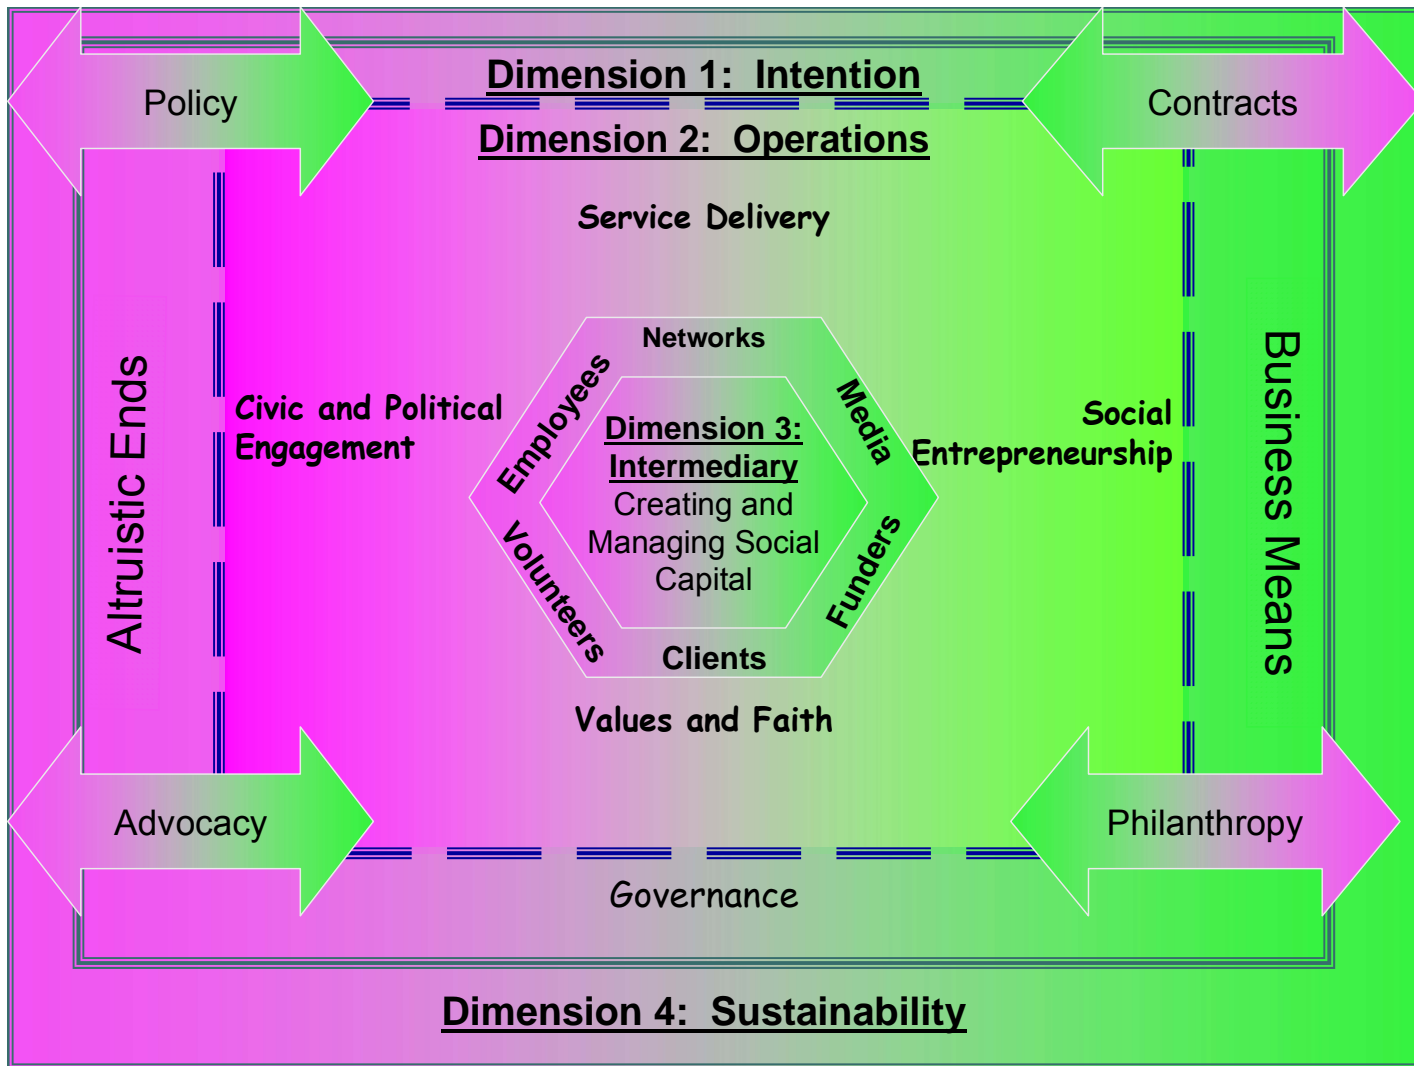 Dimension 1:  Intention
Policy
Contracts
Dimension 2:  Operations
Service Delivery
Networks
Employees
Media
Altruistic Ends
Business Means
Civic and Political
Engagement
Social
Entrepreneurship
Dimension 3:
Intermediary
Creating and
Managing Social
Capital
Volunteers
Funders
Clients
Values and Faith
Advocacy
Philanthropy
Governance
Dimension 4:  Sustainability